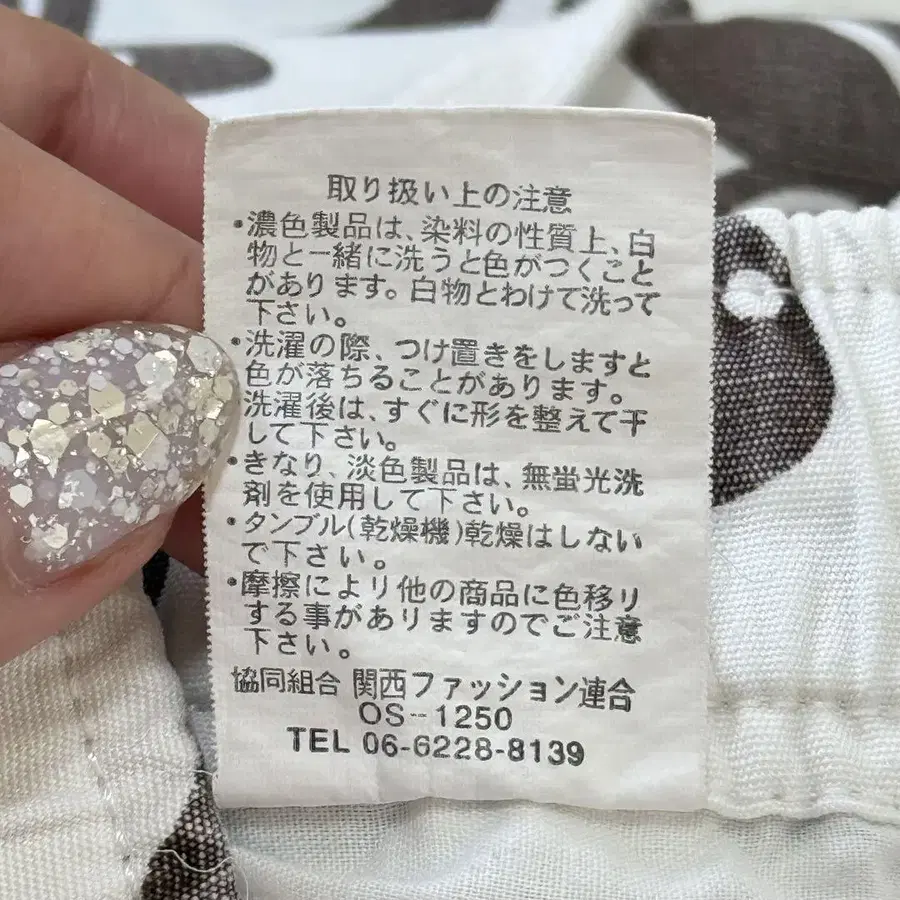 取り扱い上の注意
・濃色製品は、染料の性質上、白
物と一緒に洗うと色がつくこと
があります。白物とわけて洗って
下さい。
・洗濯の際、つけ置きをしますと
色が落ちることがあります。
洗濯後は、すぐに形を整えて干
して下さい。
・きなり、淡色製品は、無蛍光洗
剤を使用して下さい。
・タンブル(乾燥機)乾燥はしない
で下さい。
・摩擦により他の商品に色移り
する事がありますのでご注意
下さい。
協同組合 関西ファッション連合
OS-1250
TEL 06-6228-8139